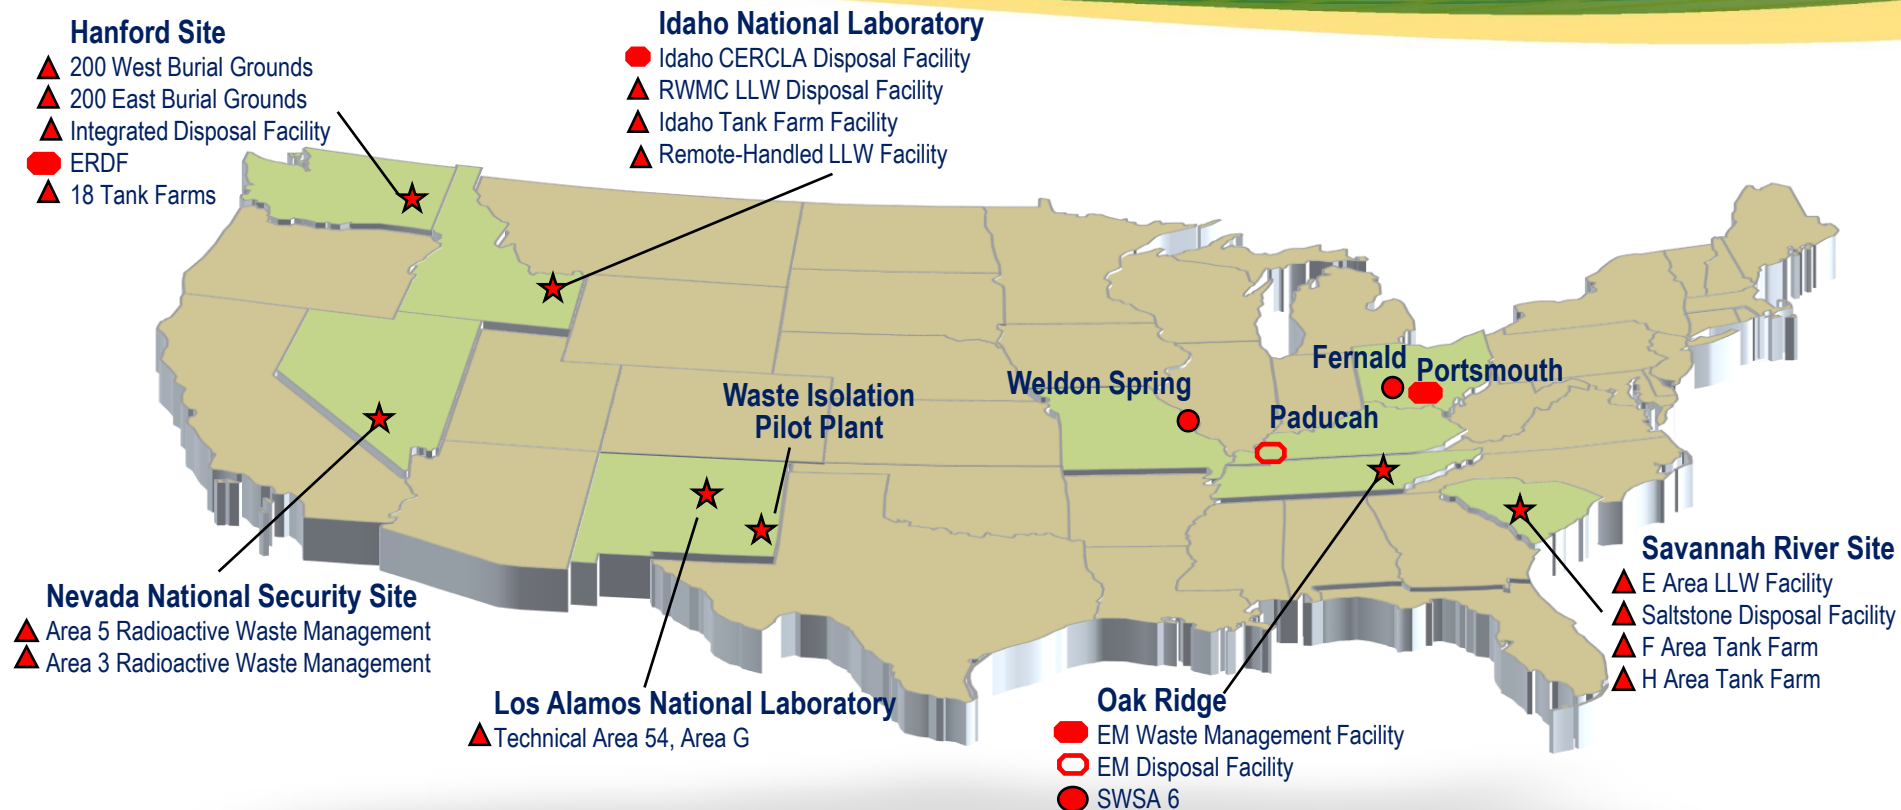 Hanford Site
200 West Burial Grounds
200 East Burial Grounds
Integrated Disposal Facility
ERDF
18 Tank Farms
Idaho National Laboratory
Idaho CERCLA Disposal Facility
RWMC LLW Disposal Facility
Idaho Tank Farm Facility
Remote-Handled LLW Facility
Waste Isolation
Pilot Plant
Weldon Spring
Fernald
Portsmouth
Paducah
Nevada National Security Site
Area 5 Radioactive Waste Management
Area 3 Radioactive Waste Management
Los Alamos National Laboratory
Technical Area 54, Area G
Oak Ridge
EM Waste Management Facility
EM Disposal Facility
SWSA 6
Savannah River Site
E Area LLW Facility
Saltstone Disposal Facility
F Area Tank Farm
H Area Tank Farm